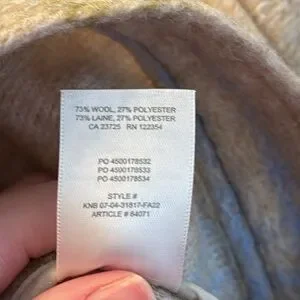 73% WOOL, 27% POLYESTER
73% LAINE, 27% POLYESTER
CA 23725 RN 122354
PO 4500178532
PO 4500178533
PO 4500178534
STYLE #
KNB 07-04-31817-FA22
ARTICLE # 84071